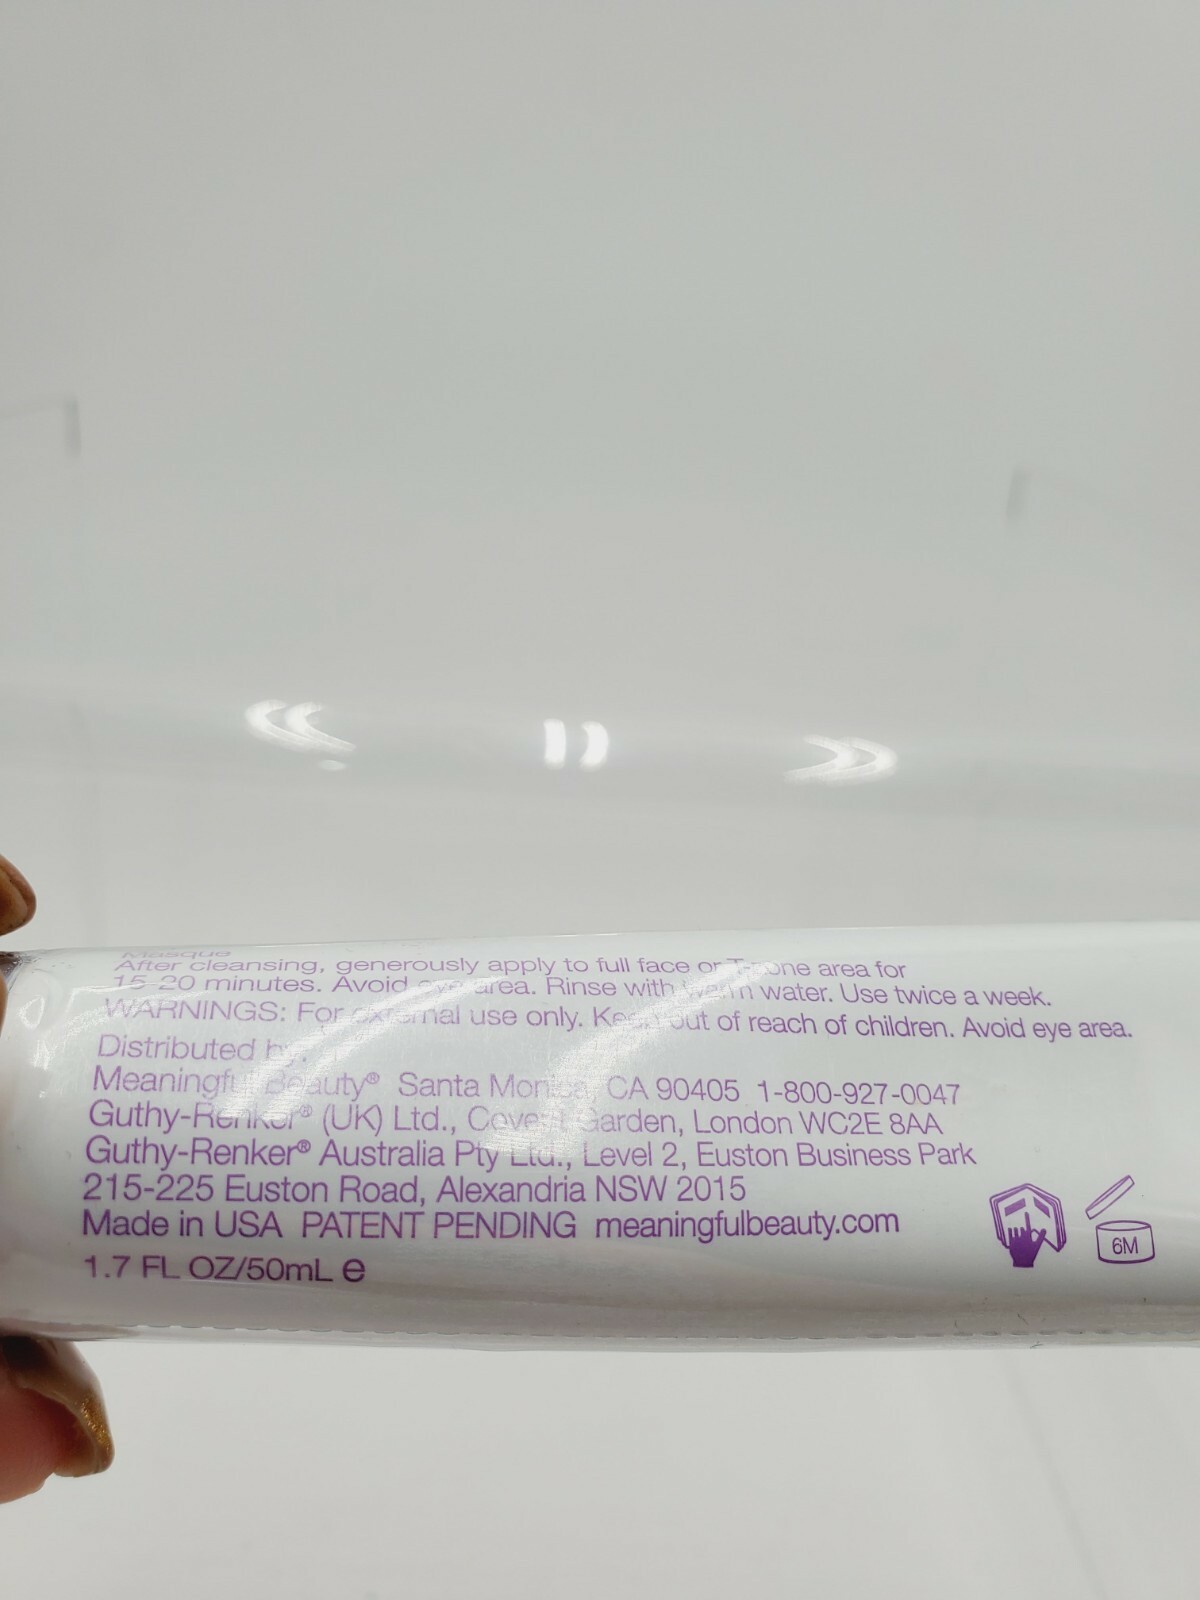 Masque
After cleansing, generously apply to full face or T-zone area for
15-20 minutes. Avoid eye area. Rinse with warm water. Use twice a week.
WARNINGS: For external use only. Keep out of reach of children. Avoid eye area.
Distributed by:
Meaningful Beauty® Santa Monica, CA 90405 1-800-927-0047
Guthy-Renker® (UK) Ltd., Covent Garden, London WC2E 8AA
Guthy-Renker® Australia Pty Ltd., Level 2, Euston Business Park
215-225 Euston Road, Alexandria NSW 2015
Made in USA PATENT PENDING meaningfulbeauty.com
1.7 FL OZ/50mL e
6M